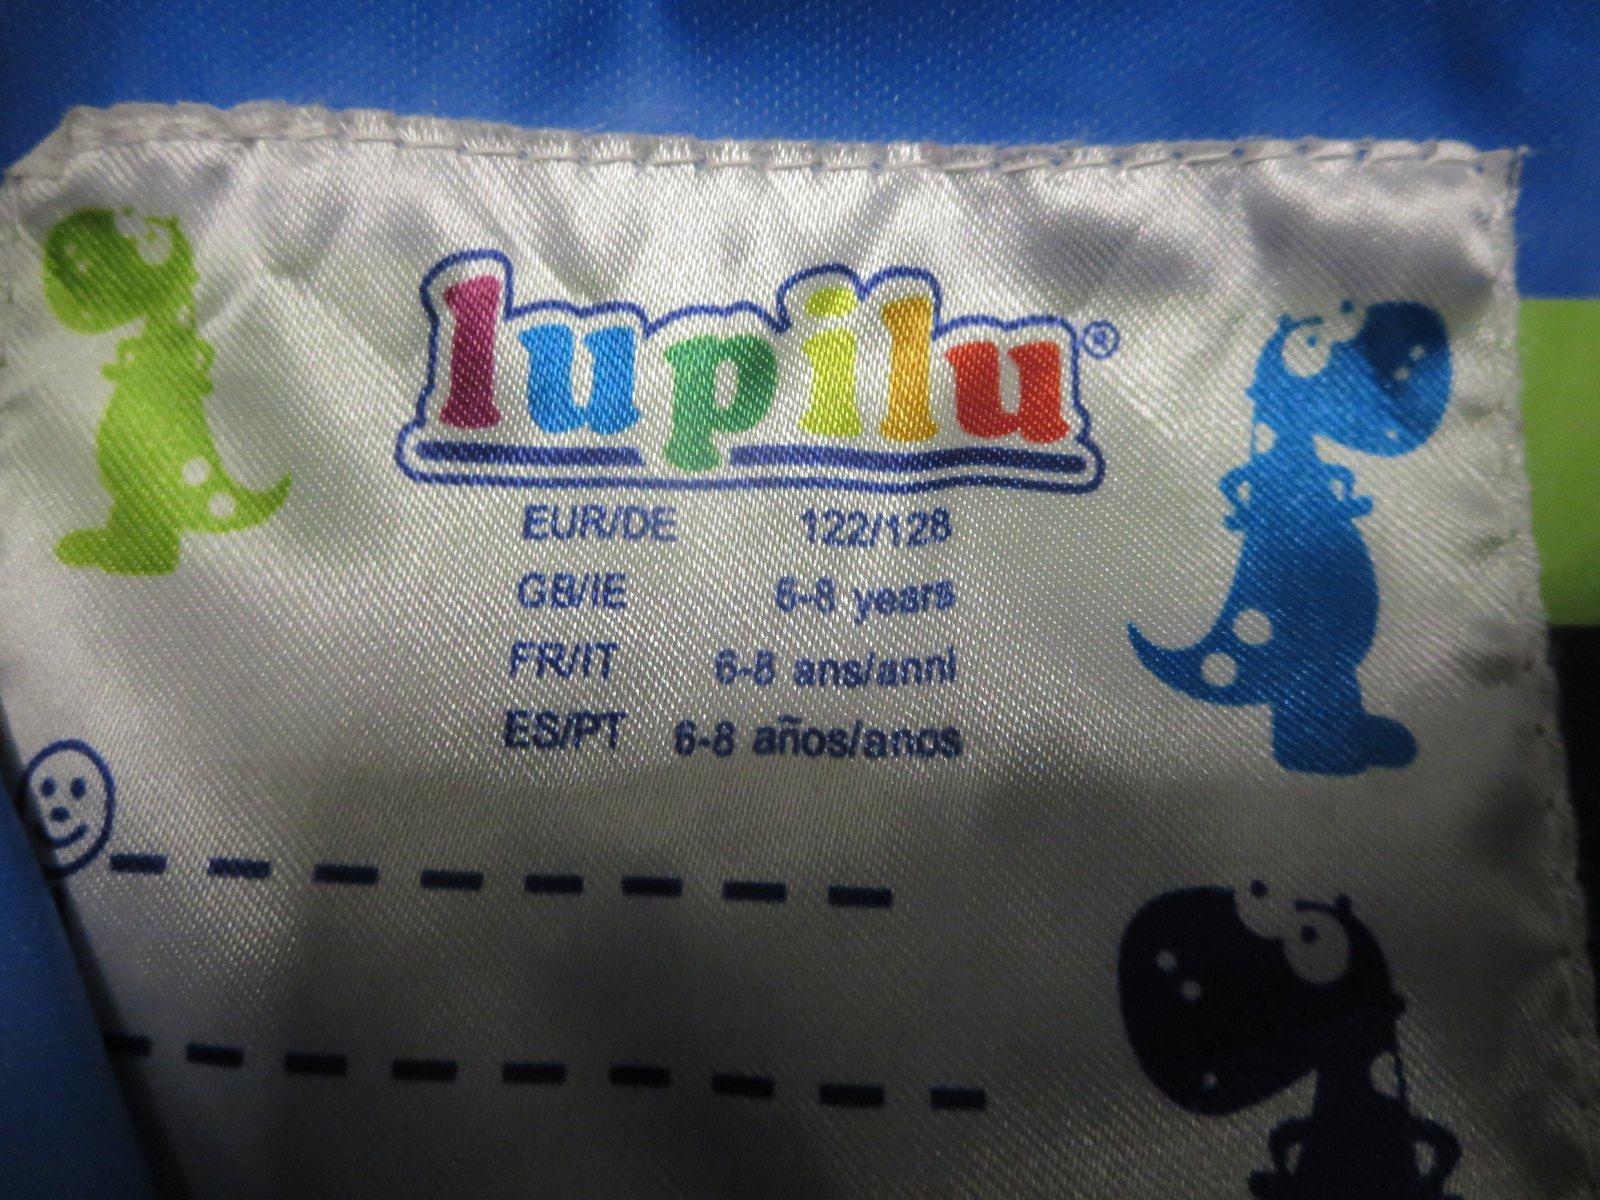 lupilu®
EUR/DE 122/128
GB/IE 6-8 years
FR/IT 6-8 ans/anni
ES/PT 6-8 años/anos